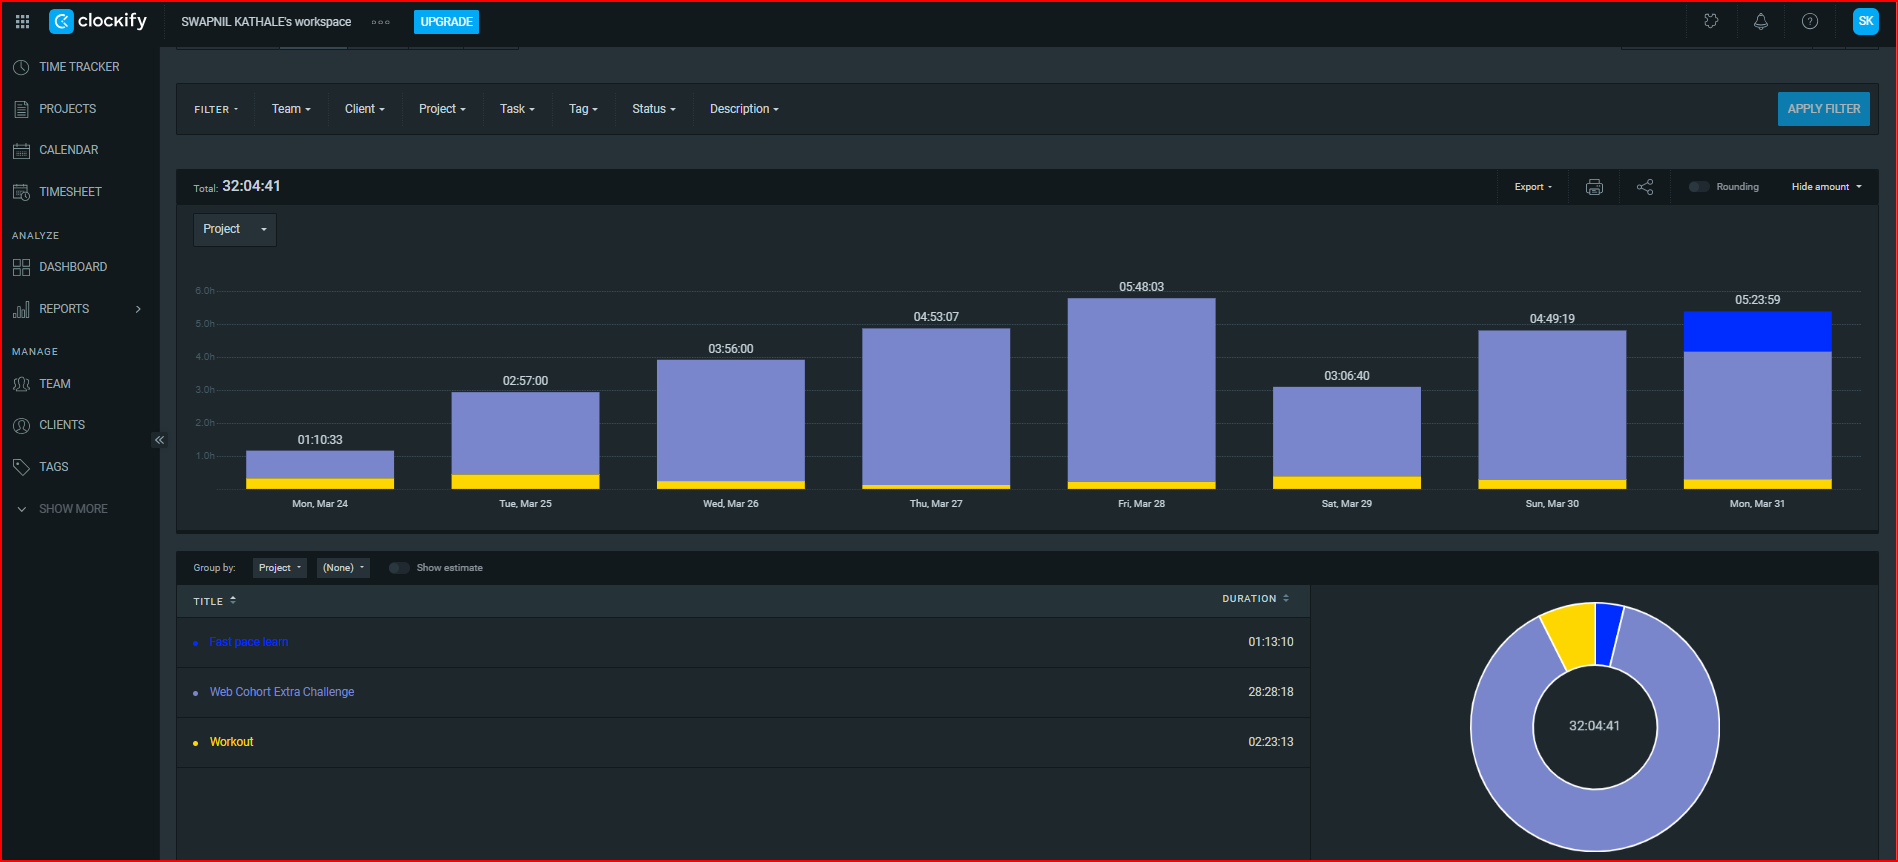 clockify SWAPNIL KATHALE's workspace UPGRADE SK
TIME TRACKER
PROJECTS
CALENDAR
TIMESHEET
ANALYZE
DASHBOARD
REPORTS
MANAGE
TEAM
CLIENTS
TAGS
SHOW MORE
FILTER Team Client Project Task Tag Status Description APPLY FILTER
Total: 32:04:41 Export Rounding Hide amount
Project
6.0h
5.0h
4.0h
3.0h
2.0h
1.0h
01:10:33 02:57:00 03:56:00 04:53:07 05:48:03 03:06:40 04:49:19 05:23:59
Mon, Mar 24 Tue, Mar 25 Wed, Mar 26 Thu, Mar 27 Fri, Mar 28 Sat, Mar 29 Sun, Mar 30 Mon, Mar 31
Group by: Project (None) Show estimate
TITLE DURATION
Fast pace learn 01:13:10
Web Cohort Extra Challenge 28:28:18
Workout 02:23:13
32:04:41